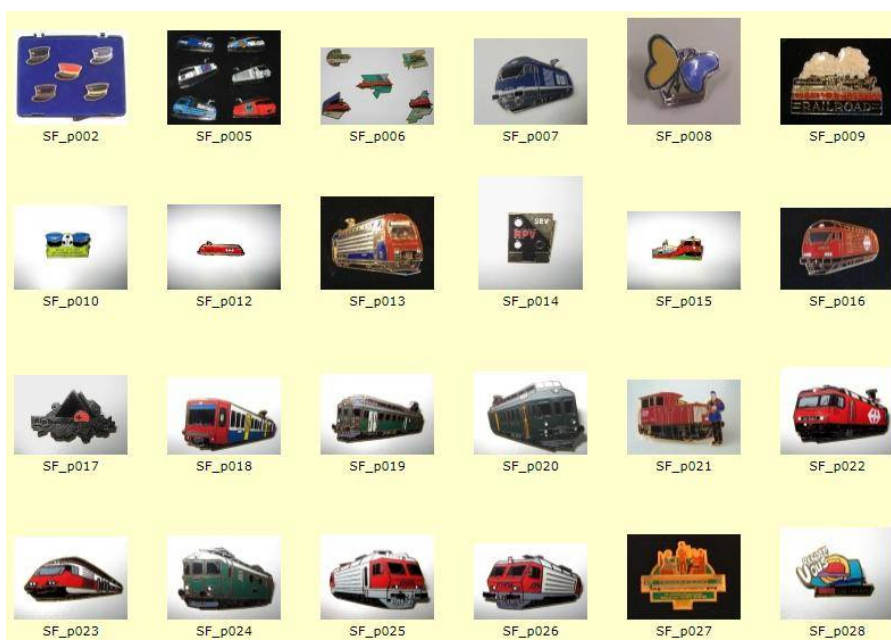 SF_p002 SF_p005 SF_p006 SF_p007 SF_p008 SF_p009
RAILROAD
SF_p010 SF_p012 SF_p013 SF_p014 SF_p015 SF_p016
SBV
RPV
SF_p017 SF_p018 SF_p019 SF_p020 SF_p021 SF_p022
SF_p023 SF_p024 SF_p025 SF_p026 SF_p027 SF_p028